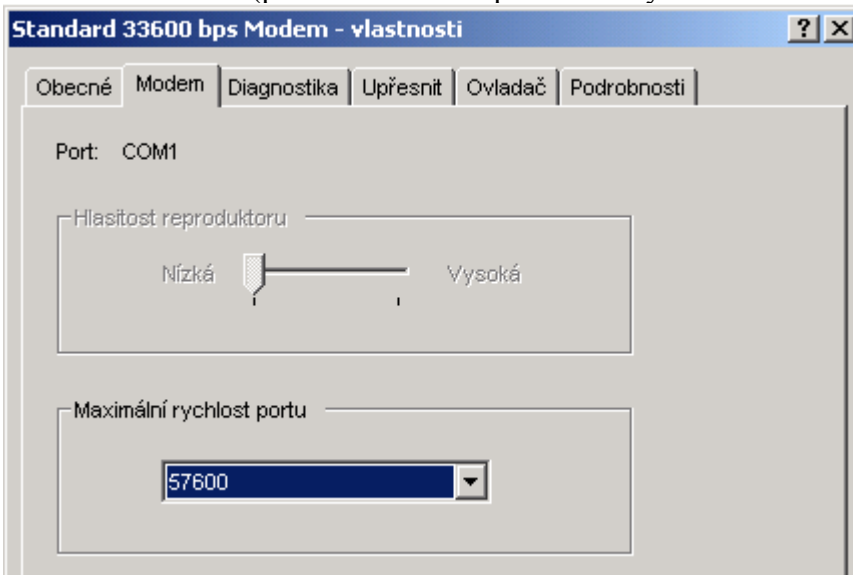 Standard 33600 bps Modem - vlastnosti
Obecné Modem Diagnostika Upřesnit Ovladač Podrobnosti
Port: COM1
Hlasitost reproduktoru
Nízká Vysoká
Maximální rychlost portu
57600